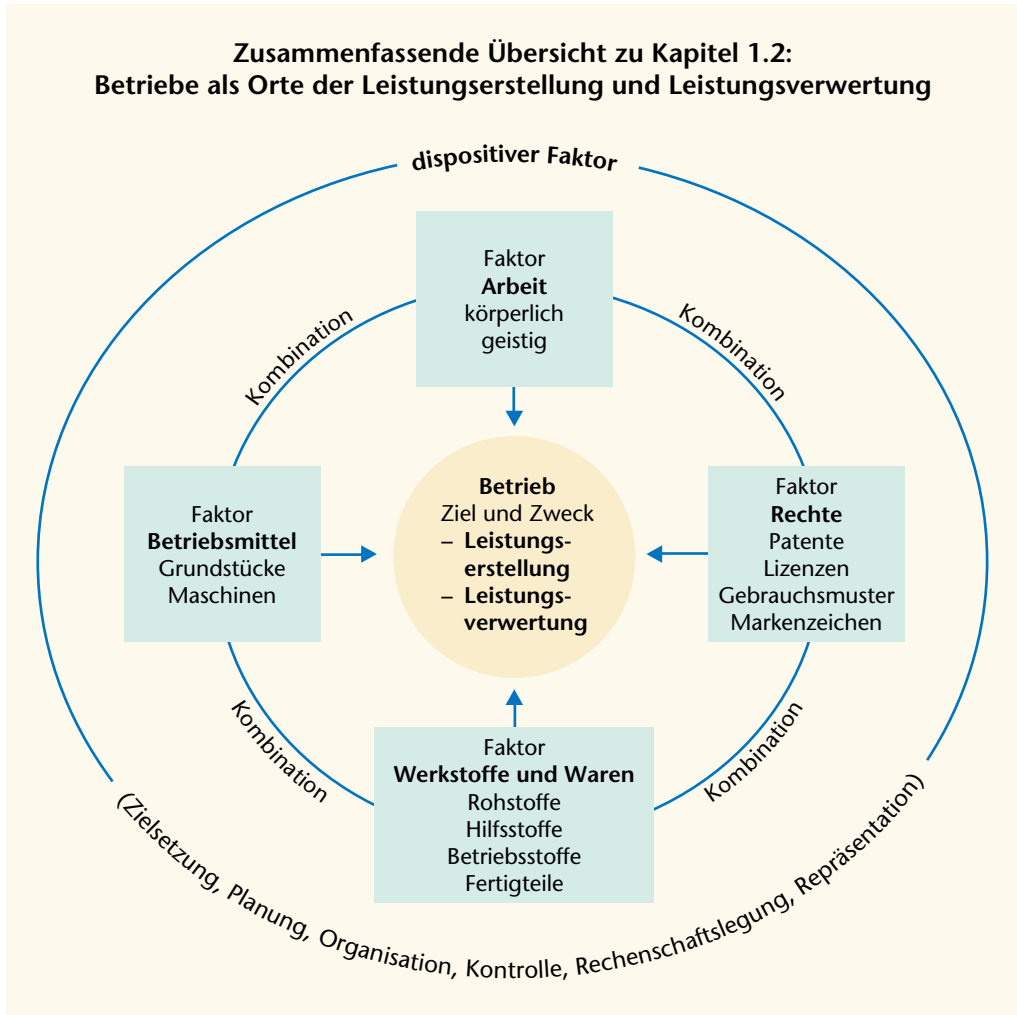 Zusammenfassende Übersicht zu Kapitel 1.2:
Betriebe als Orte der Leistungserstellung und Leistungsverwertung
dispositiver Faktor
Faktor
Arbeit
körperlich
geistig
Kombination
Kombination
Faktor
Betriebsmittel
Grundstücke
Maschinen
Betrieb
Ziel und Zweck
– Leistungs-
erstellung
– Leistungs-
verwertung
Faktor
Rechte
Patente
Lizenzen
Gebrauchsmuster
Markenzeichen
Kombination
Kombination
Faktor
Werkstoffe und Waren
Rohstoffe
Hilfsstoffe
Betriebsstoffe
Fertigteile
(Zielsetzung, Planung, Organisation, Kontrolle, Rechenschaftslegung, Repräsentation)